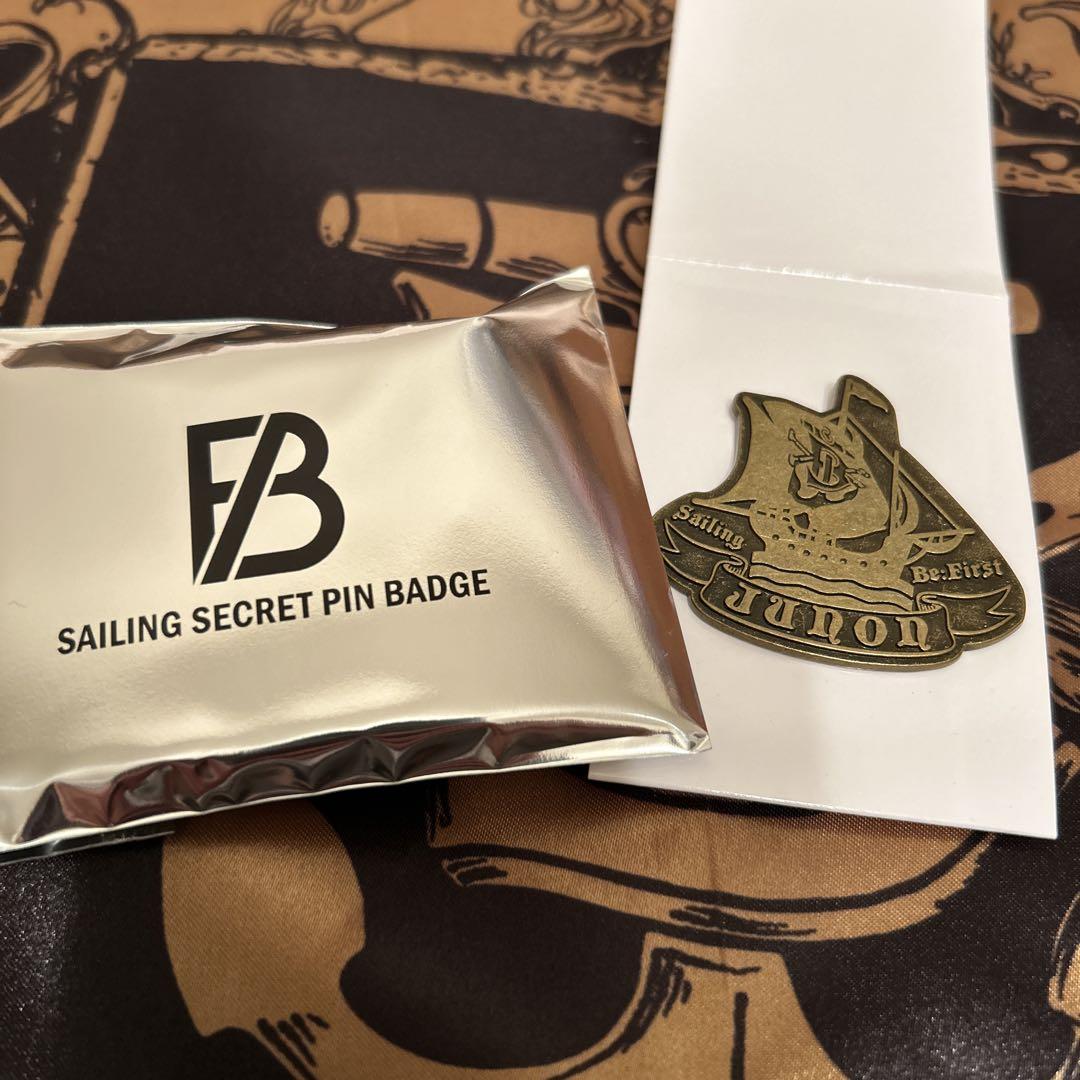 FB
SAILING SECRET PIN BADGE
Sailing
Be:First
JUNON